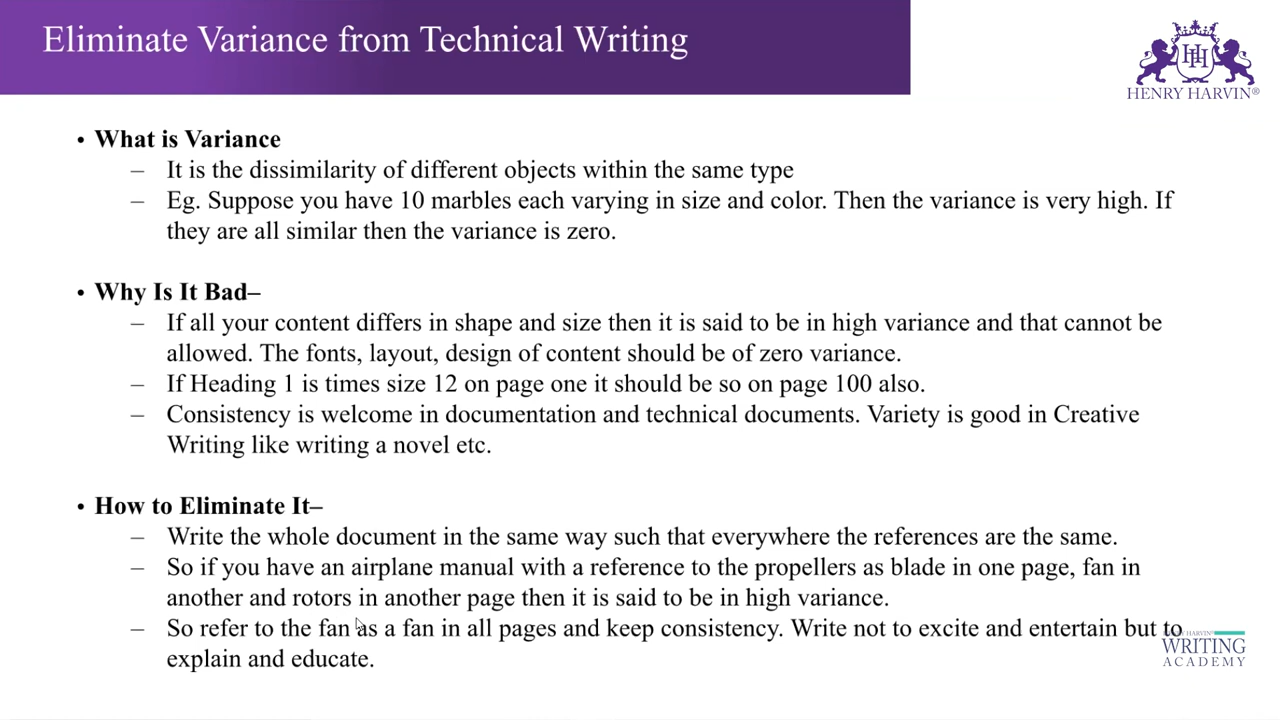 Eliminate Variance from Technical Writing
HENRY HARVIN®
• What is Variance
– It is the dissimilarity of different objects within the same type
– Eg. Suppose you have 10 marbles each varying in size and color. Then the variance is very high. If
they are all similar then the variance is zero.
• Why Is It Bad–
– If all your content differs in shape and size then it is said to be in high variance and that cannot be
allowed. The fonts, layout, design of content should be of zero variance.
– If Heading 1 is times size 12 on page one it should be so on page 100 also.
– Consistency is welcome in documentation and technical documents. Variety is good in Creative
Writing like writing a novel etc.
• How to Eliminate It–
– Write the whole document in the same way such that everywhere the references are the same.
– So if you have an airplane manual with a reference to the propellers as blade in one page, fan in
another and rotors in another page then it is said to be in high variance.
– So refer to the fan as a fan in all pages and keep consistency. Write not to excite and entertain but to
explain and educate.
HENRY HARVIN®
WRITING
ACADEMY